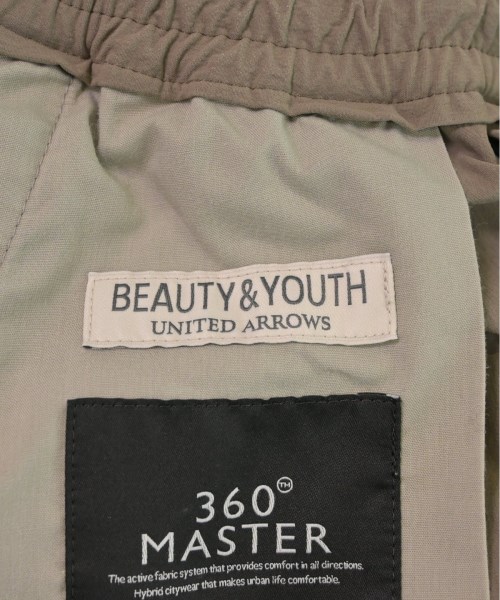 BEAUTY&YOUTH
UNITED ARROWS
360™
MASTER
The active fabric system that provides comfort in all directions.
Hybrid citywear that makes urban life comfortable.